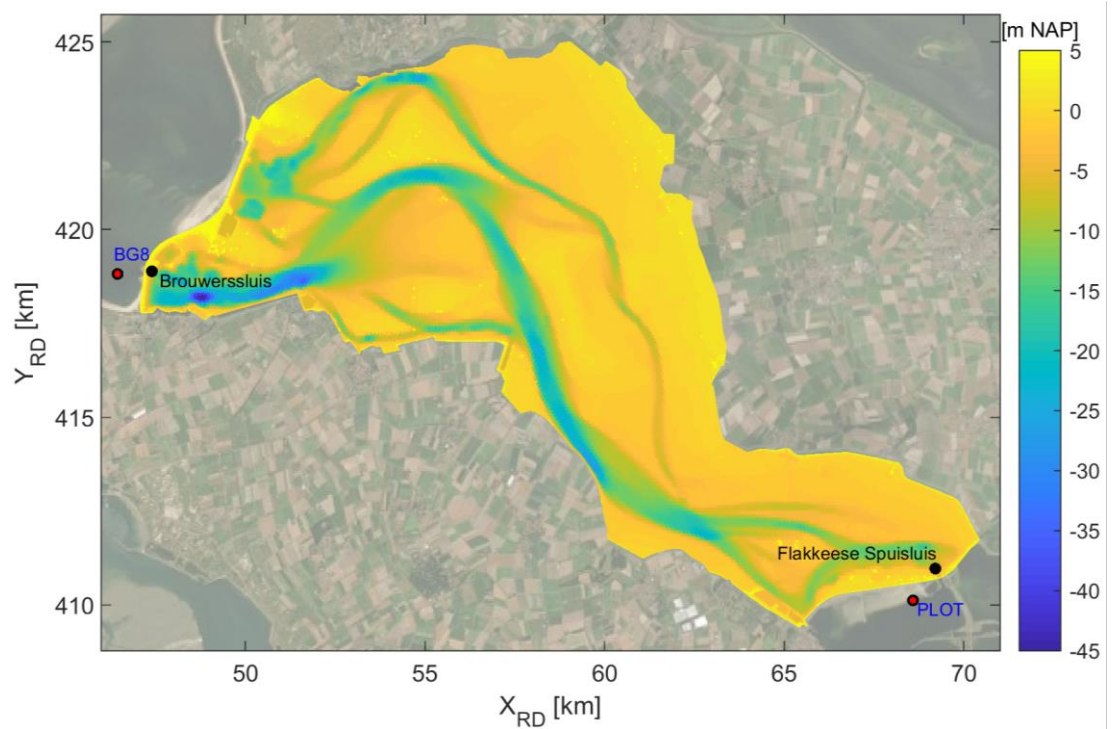 [m NAP]
425
420
415
410
Y_RD [km]
50
55
60
65
70
X_RD [km]
BG8
Brouwerssluis
Flakkeese Spuisluis
PLOT
5
0
-5
-10
-15
-20
-25
-30
-35
-40
-45